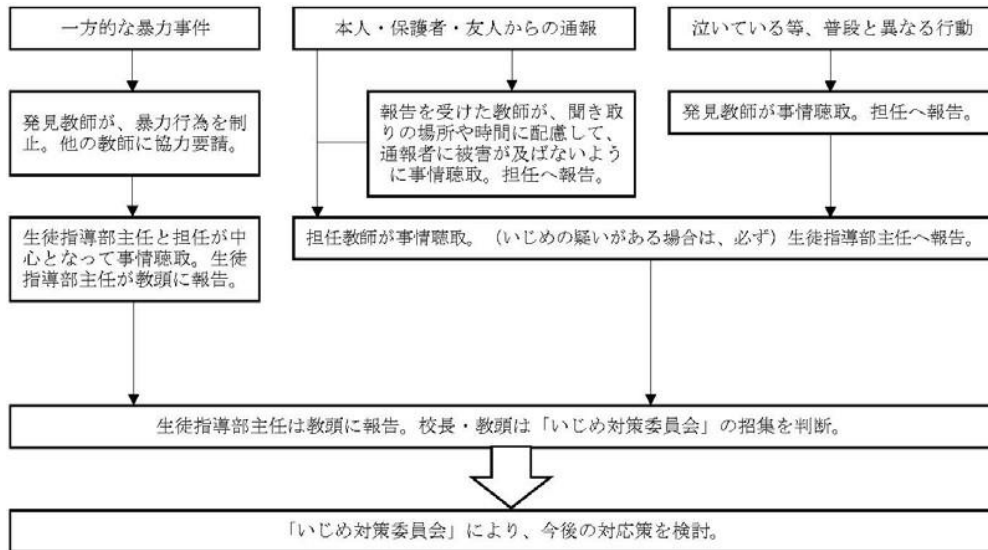 一方的な暴力事件
本人・保護者・友人からの通報
泣いている等、普段と異なる行動
発見教師が、暴力行為を制
止。他の教師に協力要請。
報告を受けた教師が、聞き取
りの場所や時間に配慮して、
通報者に被害が及ばないよう
に事情聴取。担任へ報告。
発見教師が事情聴取。担任へ報告。
生徒指導部主任と担任が中
心となって事情聴取。生徒
指導部主任が教頭に報告。
担任教師が事情聴取。（いじめの疑いがある場合は、必ず）生徒指導部主任へ報告。
生徒指導部主任は教頭に報告。校長・教頭は「いじめ対策委員会」の招集を判断。
「いじめ対策委員会」により、今後の対応策を検討。